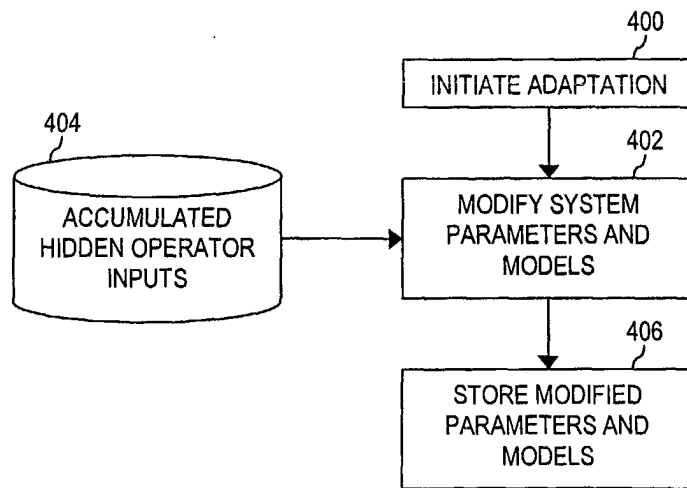 400
INITIATE ADAPTATION
404
ACCUMULATED
HIDDEN OPERATOR
INPUTS
402
MODIFY SYSTEM
PARAMETERS AND
MODELS
406
STORE MODIFIED
PARAMETERS AND
MODELS